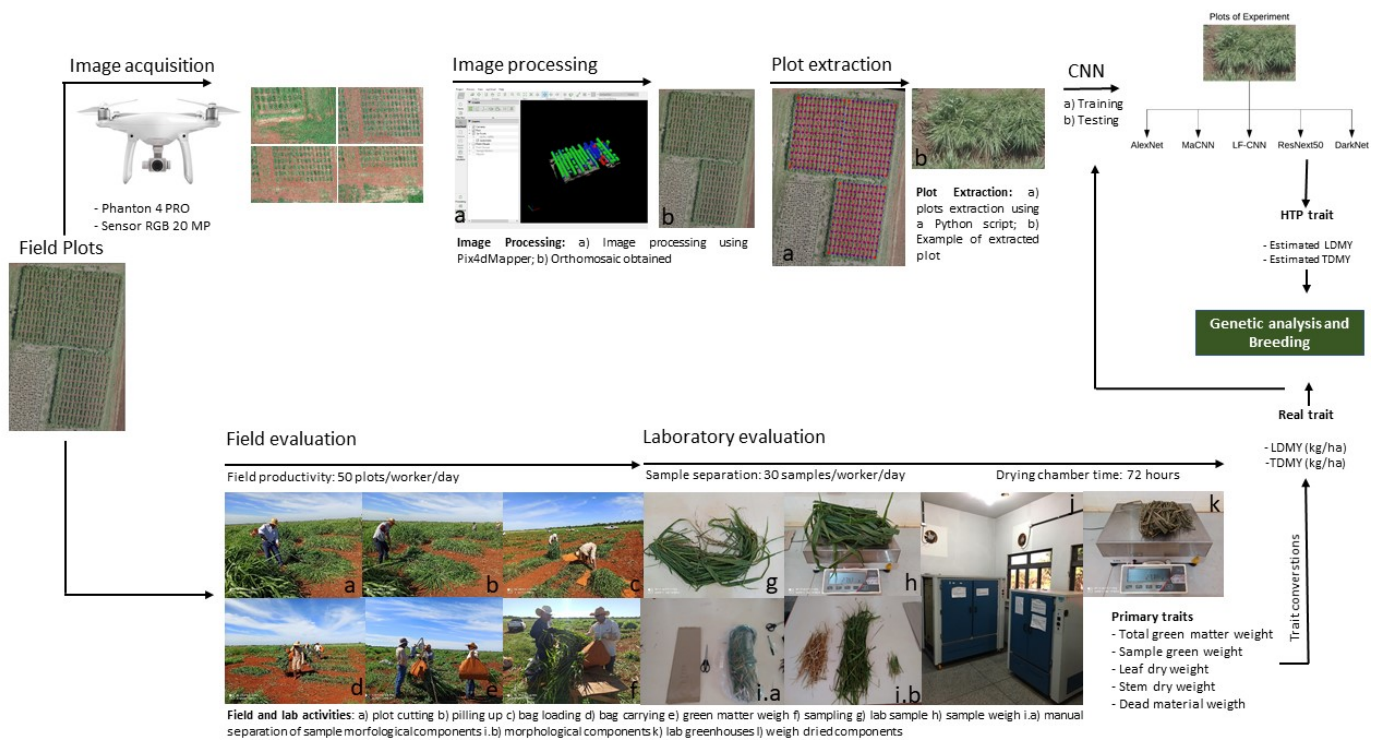 Plots of Experiment
Image acquisition
Image processing
Plot extraction
CNN
a) Training
b) Testing
AlexNet
MaCNN
LF-CNN
ResNext50
DarkNet
- Phanton 4 PRO
- Sensor RGB 20 MP
a
b
Image Processing: a) Image processing using
Pix4dMapper; b) Orthomosaic obtained
a
b
Plot Extraction: a)
plots extraction using
a Python script; b)
Example of extracted
plot
HTP trait
- Estimated LDMY
- Estimated TDMY
Genetic analysis and
Breeding
Field Plots
Real trait
- LDMY (kg/ha)
-TDMY (kg/ha)
Field evaluation
Laboratory evaluation
Field productivity: 50 plots/worker/day
Sample separation: 30 samples/worker/day
Drying chamber time: 72 hours
a
b
c
g
h
j
k
d
e
f
i.a
i.b
Primary traits
- Total green matter weight
- Sample green weight
- Leaf dry weight
- Stem dry weight
- Dead material weigth
Trait converstions
Field and lab activities: a) plot cutting b) pilling up c) bag loading d) bag carrying e) green matter weigh f) sampling g) lab sample h) sample weigh i.a) manual
separation of sample morfological components i.b) morphological components k) lab greenhouses l) weigh dried components